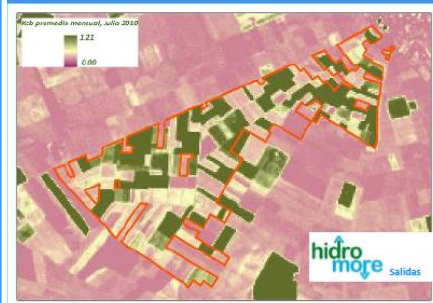 Kcb promedio mensual, Julio 2010
1.21
0.00
hidro
more
Salidas